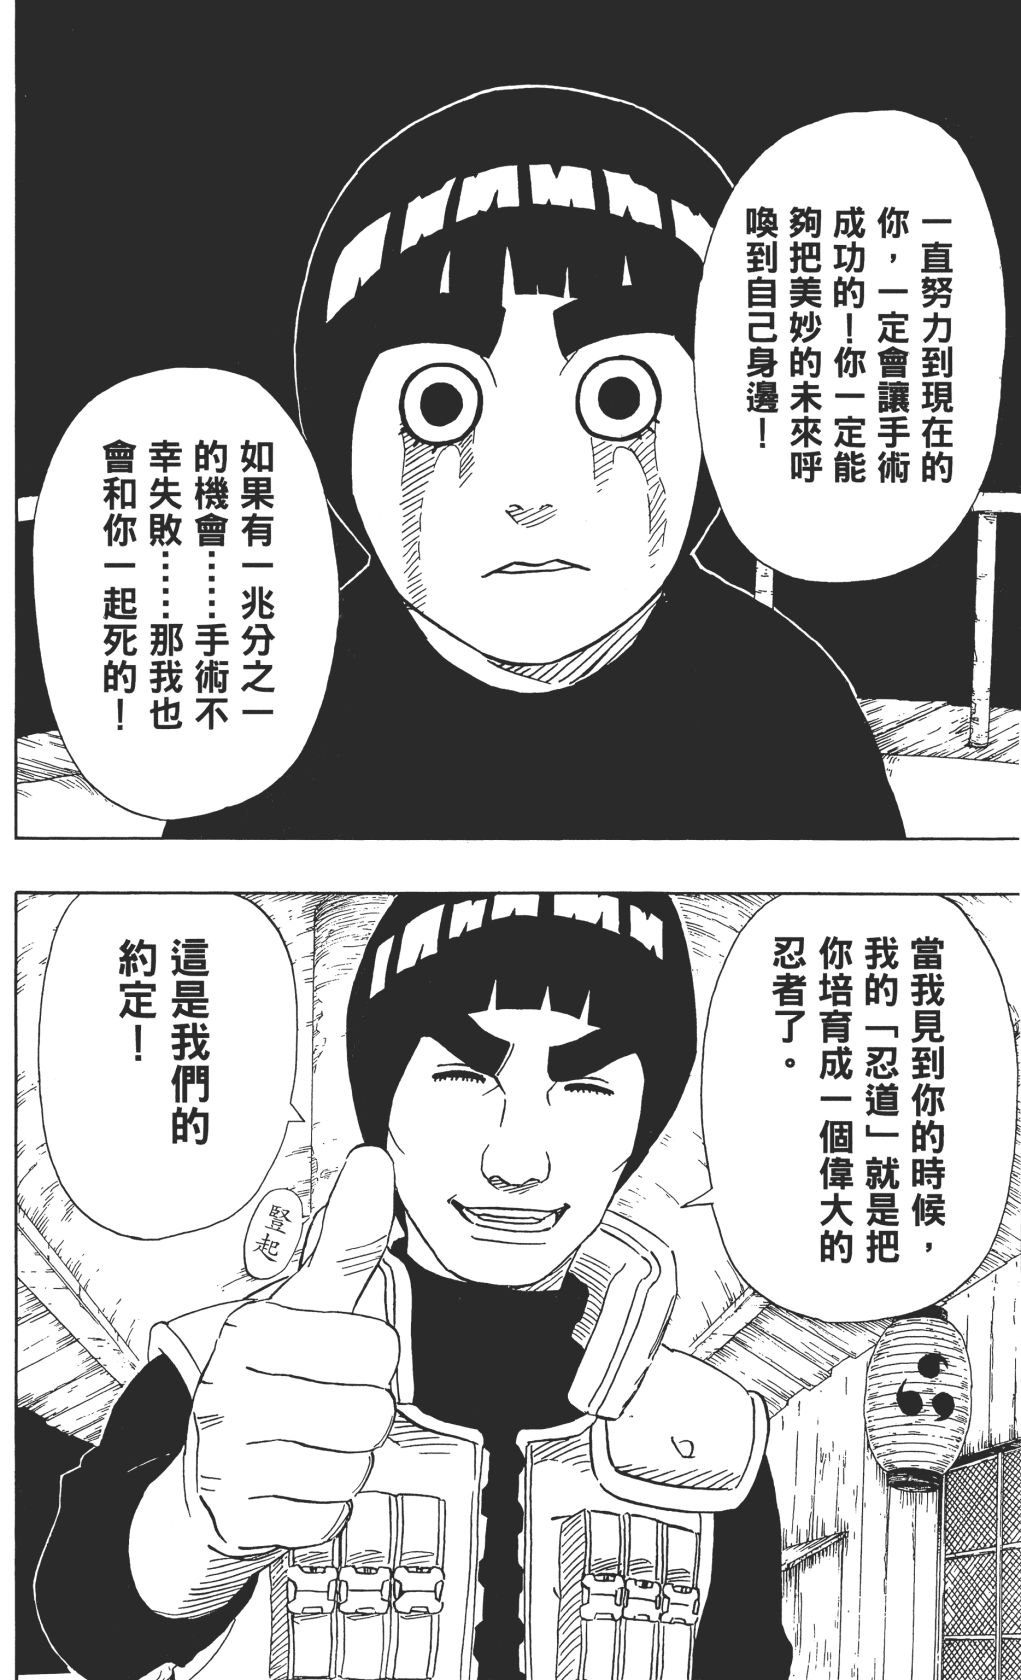 一直努力到現在的
你，一定會讓手術
成功的！你一定能
夠把美妙的未來呼
喚到自己身邊！
如果有一兆分之一
的機會……手術不
幸失敗……那我也
會和你一起死的！
當我見到你的時候，
我的「忍道」就是把
你培育成一個偉大的
忍者了。
這是我們的
約定！
豎起